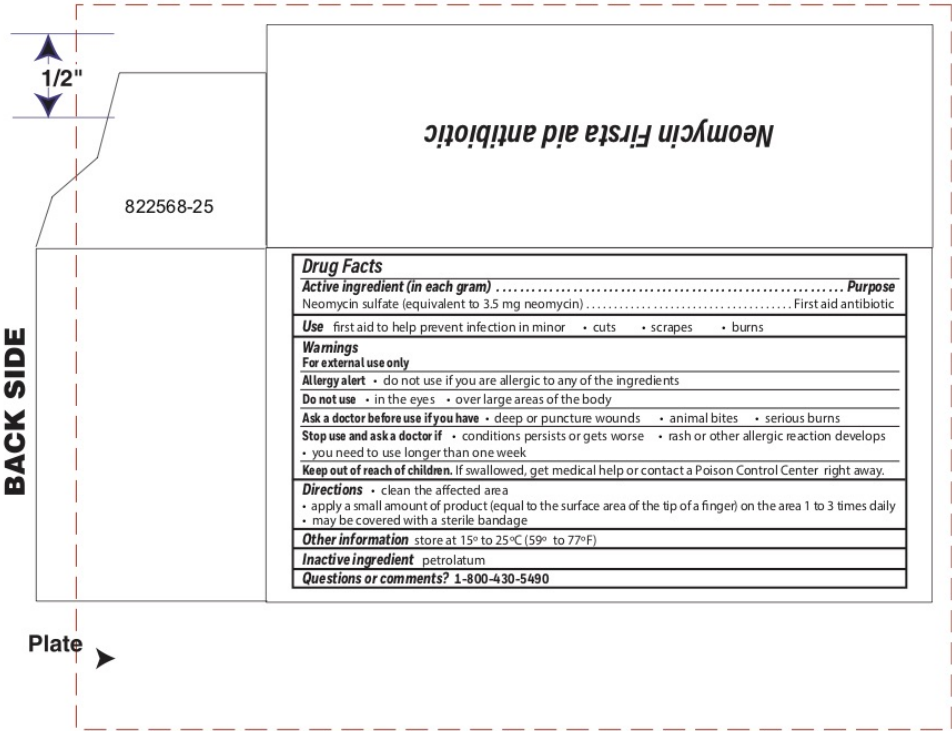 1/2"
Neomycin Firsta aid antibiotic
822568-25
BACK SIDE
Drug Facts
Active ingredient (in each gram) .......................................................... Purpose
Neomycin sulfate (equivalent to 3.5 mg neomycin) .................................. First aid antibiotic
Use first aid to help prevent infection in minor • cuts • scrapes • burns
Warnings
For external use only
Allergy alert • do not use if you are allergic to any of the ingredients
Do not use • in the eyes • over large areas of the body
Ask a doctor before use if you have • deep or puncture wounds • animal bites • serious burns
Stop use and ask a doctor if • conditions persists or gets worse • rash or other allergic reaction develops
• you need to use longer than one week
Keep out of reach of children. If swallowed, get medical help or contact a Poison Control Center right away.
Directions • clean the affected area
• apply a small amount of product (equal to the surface area of the tip of a finger) on the area 1 to 3 times daily
• may be covered with a sterile bandage
Other information store at 15º to 25ºC (59º to 77ºF)
Inactive ingredient petrolatum
Questions or comments? 1-800-430-5490
Plate